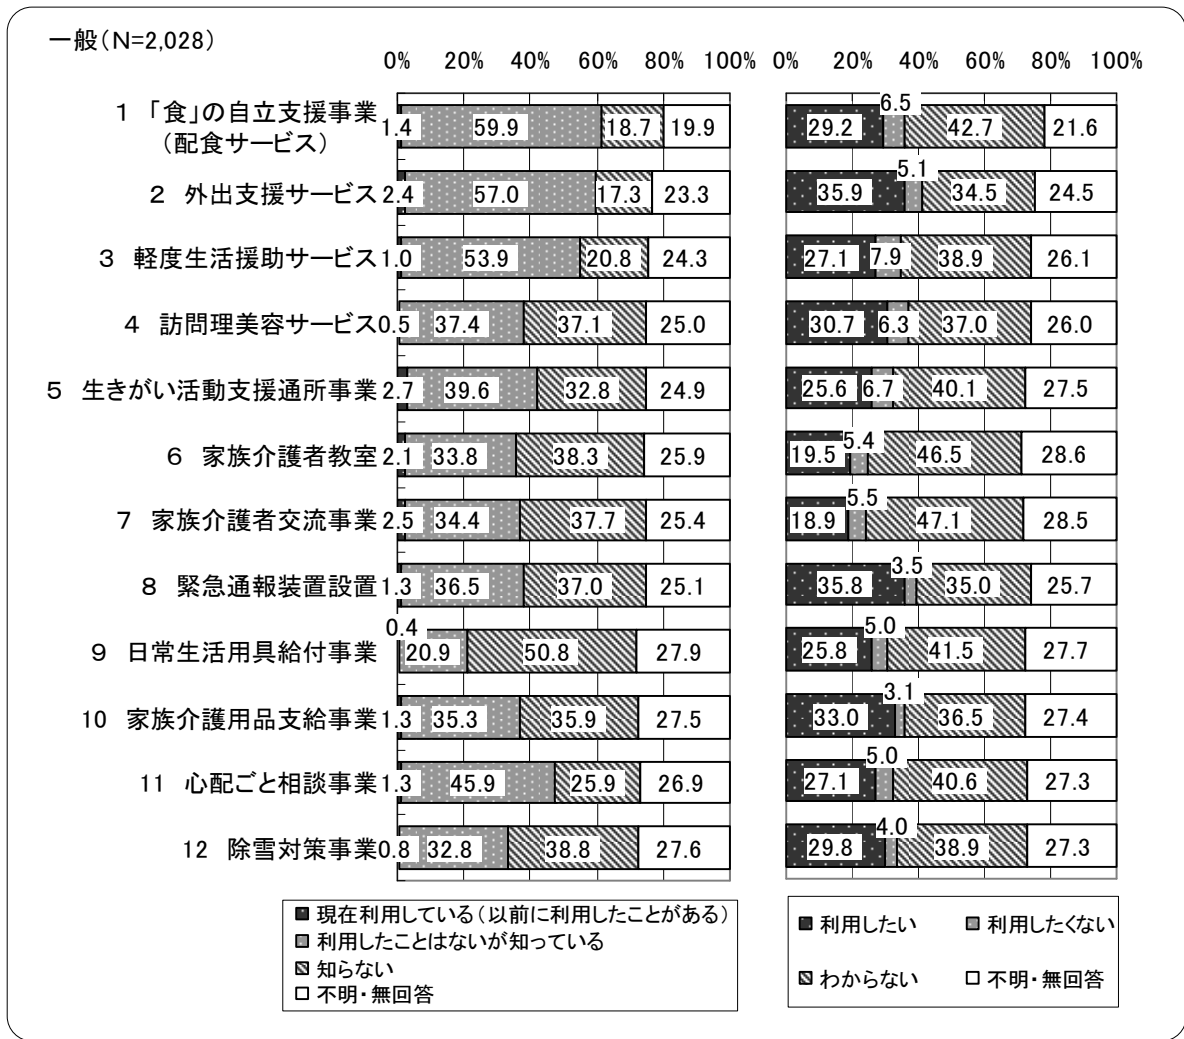 一般(N=2,028)
0% 20% 40% 60% 80% 100% 0% 20% 40% 60% 80% 100%
1 「食」の自立支援事業
(配食サービス)
1.4 59.9 18.7 19.9 29.2 6.5 42.7 21.6
2 外出支援サービス 2.4 57.0 17.3 23.3 35.9 5.1 34.5 24.5
3 軽度生活援助サービス 1.0 53.9 20.8 24.3 27.1 7.9 38.9 26.1
4 訪問理美容サービス 0.5 37.4 37.1 25.0 30.7 6.3 37.0 26.0
5 生きがい活動支援通所事業 2.7 39.6 32.8 24.9 25.6 6.7 40.1 27.5
6 家族介護者教室 2.1 33.8 38.3 25.9 19.5 5.4 46.5 28.6
7 家族介護者交流事業 2.5 34.4 37.7 25.4 18.9 5.5 47.1 28.5
8 緊急通報装置設置 1.3 36.5 37.0 25.1 35.8 3.5 35.0 25.7
9 日常生活用具給付事業 0.4 20.9 50.8 27.9 25.8 5.0 41.5 27.7
10 家族介護用品支給事業 1.3 35.3 35.9 27.5 33.0 3.1 36.5 27.4
11 心配ごと相談事業 1.3 45.9 25.9 26.9 27.1 5.0 40.6 27.3
12 除雪対策事業 0.8 32.8 38.8 27.6 29.8 4.0 38.9 27.3
現在利用している(以前に利用したことがある)
利用したことはないが知っている
知らない
不明・無回答
利用したい 利用したくない
わからない 不明・無回答